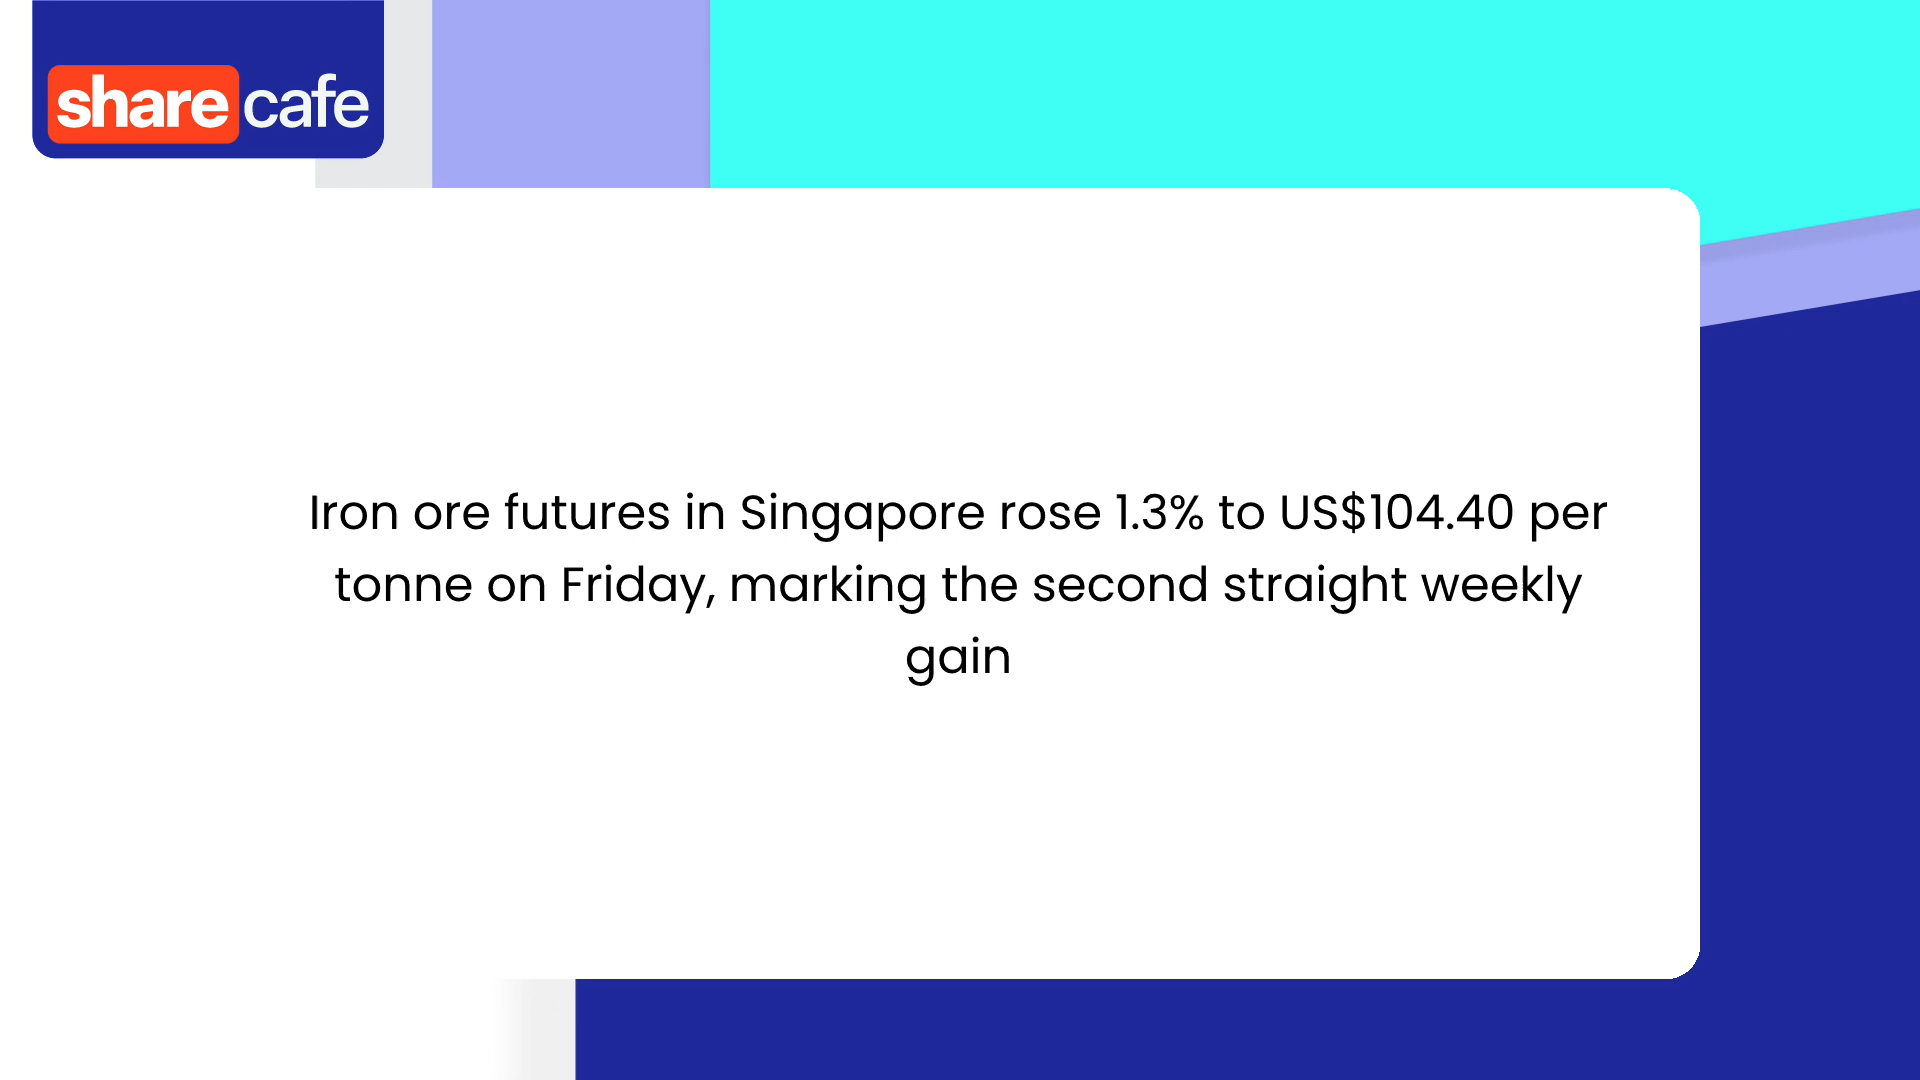 share cafe
Iron ore futures in Singapore rose 1.3% to US$104.40 per
tonne on Friday, marking the second straight weekly
gain